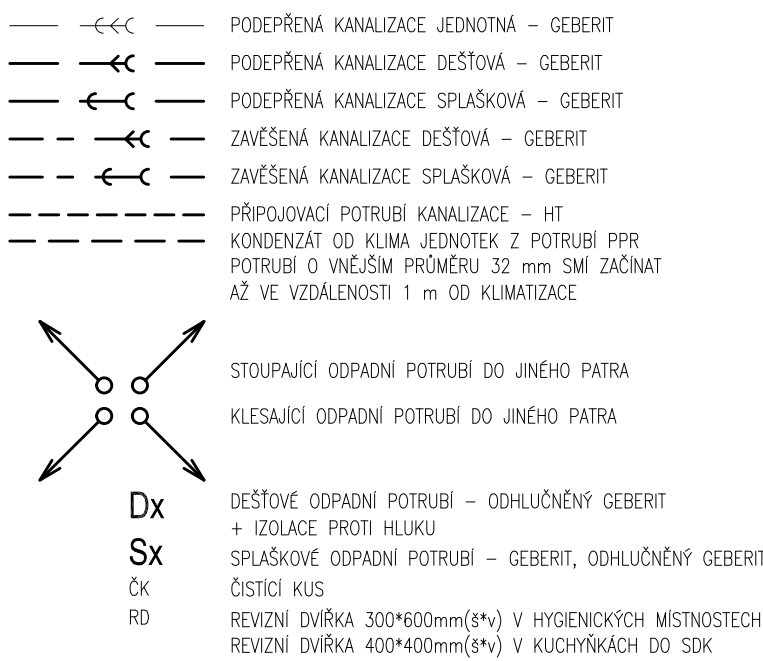 PODEPŘENÁ KANALIZACE JEDNOTNÁ – GEBERIT
PODEPŘENÁ KANALIZACE DEŠŤOVÁ – GEBERIT
PODEPŘENÁ KANALIZACE SPLAŠKOVÁ – GEBERIT
ZAVĚŠENÁ KANALIZACE DEŠŤOVÁ – GEBERIT
ZAVĚŠENÁ KANALIZACE SPLAŠKOVÁ – GEBERIT
PŘIPOJOVACÍ POTRUBÍ KANALIZACE – HT
KONDENZÁT OD KLIMA JEDNOTEK Z POTRUBÍ PPR
POTRUBÍ O VNĚJŠÍM PRŮMĚRU 32 mm SMÍ ZAČÍNAT
AŽ VE VZDÁLENOSTI 1 m OD KLIMATIZACE
STOUPAJÍCÍ ODPADNÍ POTRUBÍ DO JINÉHO PATRA
KLESAJÍCÍ ODPADNÍ POTRUBÍ DO JINÉHO PATRA
Dx DEŠŤOVÉ ODPADNÍ POTRUBÍ – ODHLUČNĚNÝ GEBERIT
+ IZOLACE PROTI HLUKU
Sx SPLAŠKOVÉ ODPADNÍ POTRUBÍ – GEBERIT, ODHLUČNĚNÝ GEBERIT
ČK ČISTÍCÍ KUS
RD REVIZNÍ DVÍŘKA 300*600mm(š*v) V HYGIENICKÝCH MÍSTNOSTECH
REVIZNÍ DVÍŘKA 400*400mm(š*v) V KUCHYŇKÁCH DO SDK